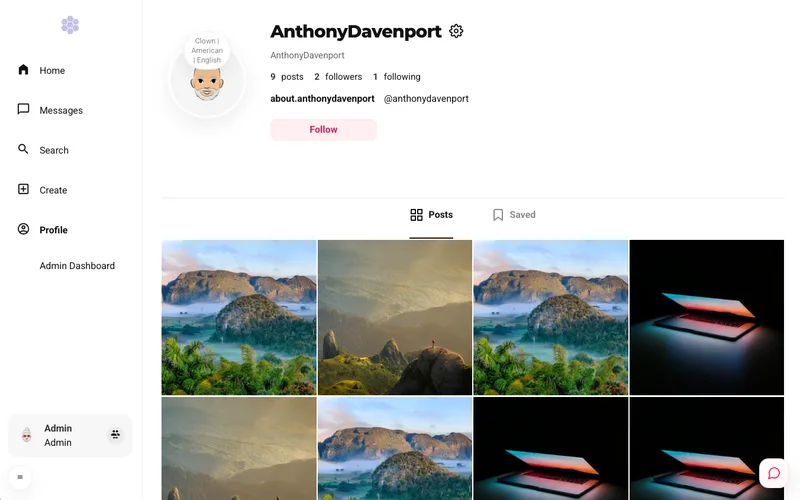 Home
Messages
Search
Create
Profile
Admin Dashboard
Admin
Admin
Clown |
American
| English
AnthonyDavenport
AnthonyDavenport
9 posts 2 followers 1 following
about.anthonydavenport @anthonydavenport
Follow
Posts Saved